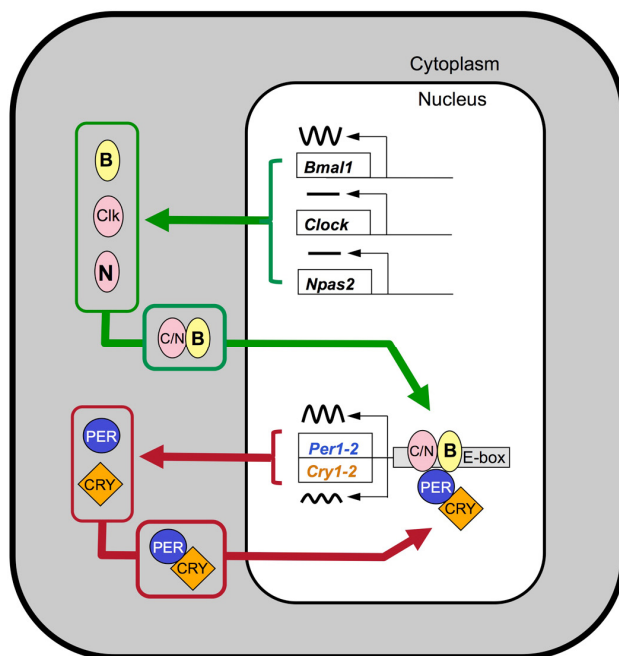 Cytoplasm
Nucleus
Bmal1
B
Clk
Clock
N
Npas2
C/N B
PER
CRY
Per1-2
Cry1-2
C/N B E-box
PER
CRY
PER
CRY